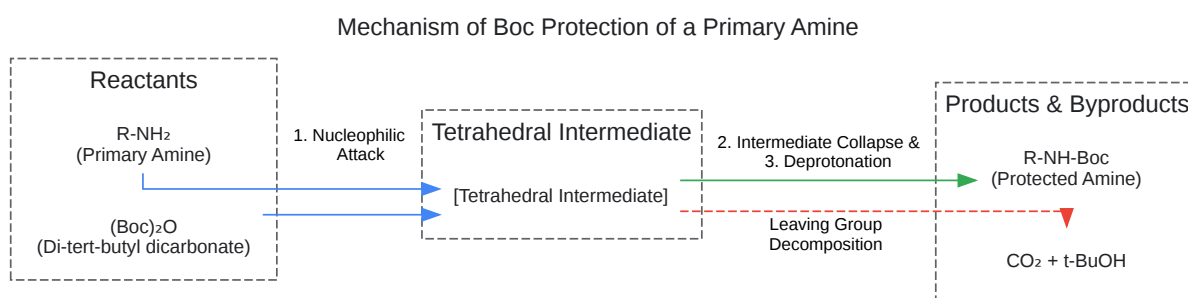 Mechanism of Boc Protection of a Primary Amine
Reactants
R-NH₂
(Primary Amine)
(Boc)₂O
(Di-tert-butyl dicarbonate)
1. Nucleophilic
Attack
Tetrahedral Intermediate
[Tetrahedral Intermediate]
2. Intermediate Collapse &
3. Deprotonation
Leaving Group
Decomposition
Products & Byproducts
R-NH-Boc
(Protected Amine)
CO₂ + t-BuOH